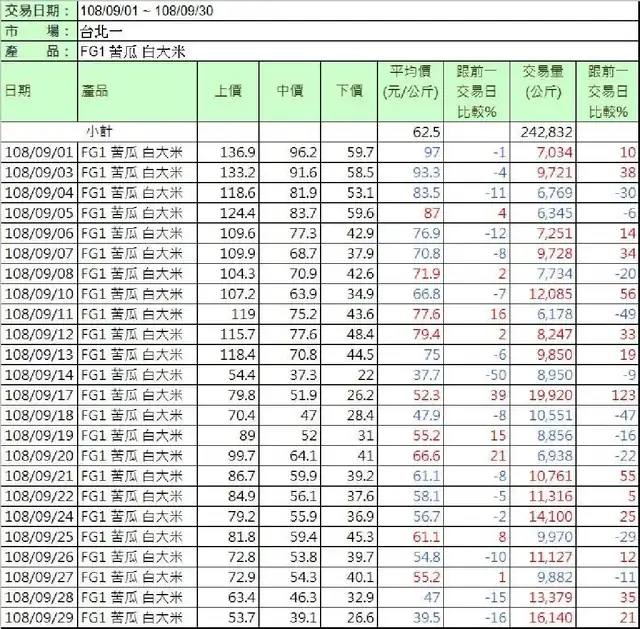 交易日期： 108/09/01 ~ 108/09/30
市　場： 台北一
產　品： FG1 苦瓜 白大米
日期 產品 上價 中價 下價 平均價(元/公斤) 跟前一交易日比較% 交易量(公斤) 跟前一交易日比較%
小計 62.5 242,832
108/09/01 FG1 苦瓜 白大米 136.9 96.2 59.7 97 -1 7,034 10
108/09/03 FG1 苦瓜 白大米 133.2 91.6 58.5 93.3 -4 9,721 38
108/09/04 FG1 苦瓜 白大米 118.6 81.9 53.1 83.5 -11 6,769 -30
108/09/05 FG1 苦瓜 白大米 124.4 83.7 59.6 87 4 6,345 -6
108/09/06 FG1 苦瓜 白大米 109.6 77.3 42.9 76.9 -12 7,251 14
108/09/07 FG1 苦瓜 白大米 109.9 68.7 37.9 70.8 -8 9,728 34
108/09/08 FG1 苦瓜 白大米 104.3 70.9 42.6 71.9 2 7,734 -20
108/09/10 FG1 苦瓜 白大米 107.2 63.9 34.9 66.8 -7 12,085 56
108/09/11 FG1 苦瓜 白大米 119 75.2 43.6 77.6 16 6,178 -49
108/09/12 FG1 苦瓜 白大米 115.7 77.6 48.4 79.4 2 8,247 33
108/09/13 FG1 苦瓜 白大米 118.4 70.8 44.5 75 -6 9,850 19
108/09/14 FG1 苦瓜 白大米 54.4 37.3 22 37.7 -50 8,950 -9
108/09/17 FG1 苦瓜 白大米 79.8 51.9 26.2 52.3 39 19,920 123
108/09/18 FG1 苦瓜 白大米 70.4 47 28.4 47.9 -8 10,551 -47
108/09/19 FG1 苦瓜 白大米 89 52 31 55.2 15 8,856 -16
108/09/20 FG1 苦瓜 白大米 99.7 64.1 41 66.6 21 6,938 -22
108/09/21 FG1 苦瓜 白大米 86.7 59.9 39.2 61.1 -8 10,761 55
108/09/22 FG1 苦瓜 白大米 84.9 56.1 37.6 58.1 -5 11,316 5
108/09/24 FG1 苦瓜 白大米 79.2 55.9 36.9 56.7 -2 14,100 25
108/09/25 FG1 苦瓜 白大米 81.8 59.4 45.3 61.1 8 9,970 -29
108/09/26 FG1 苦瓜 白大米 72.8 53.8 39.7 54.8 -10 11,127 12
108/09/27 FG1 苦瓜 白大米 72.9 54.3 40.1 55.2 1 9,882 -11
108/09/28 FG1 苦瓜 白大米 63.4 46.3 32.9 47 -15 13,379 35
108/09/29 FG1 苦瓜 白大米 53.7 39.1 26.6 39.5 -16 16,140 21